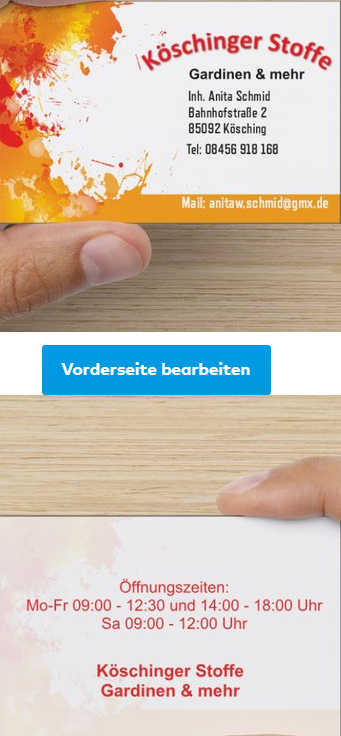 Köschinger Stoffe
Gardinen & mehr
Inh. Anita Schmid
Bahnhofstraße 2
85092 Kösching
Tel: 08456 918 168
Mail: anitaw.schmid@gmx.de
Vorderseite bearbeiten
Öffnungszeiten:
Mo-Fr 09:00 - 12:30 und 14:00 - 18:00 Uhr
Sa 09:00 - 12:00 Uhr
Köschinger Stoffe
Gardinen & mehr